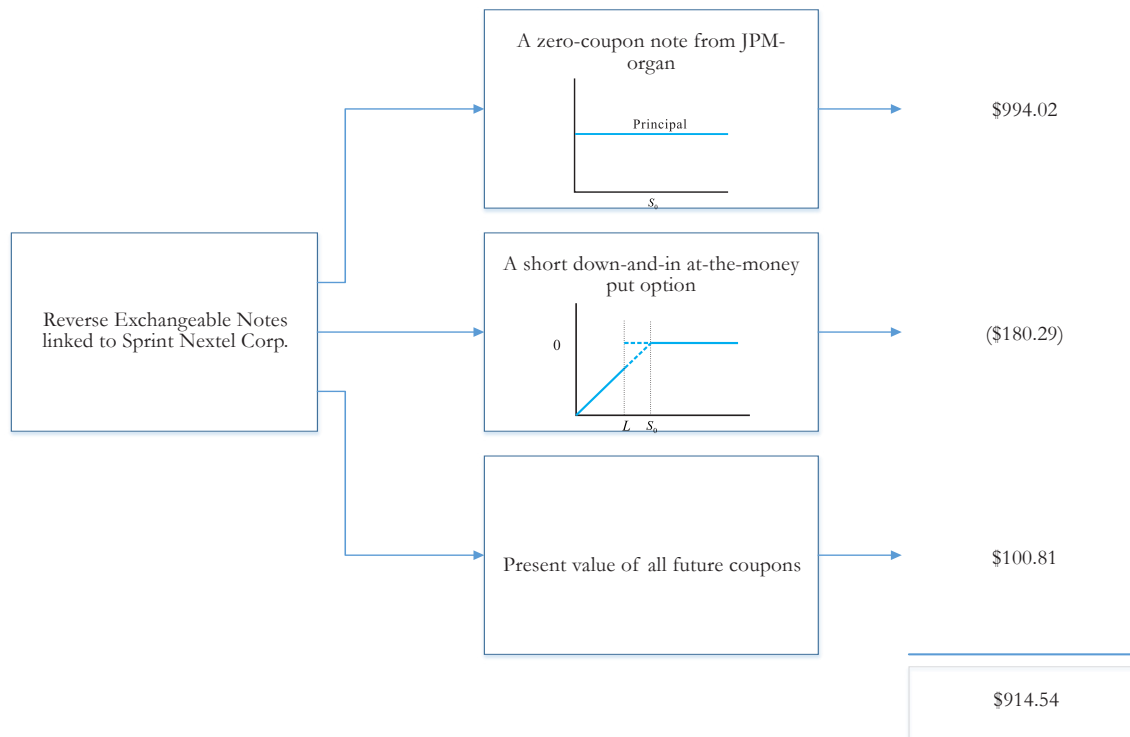 A zero-coupon note from JPM-
organ
Principal
S₀
$994.02
Reverse Exchangeable Notes
linked to Sprint Nextel Corp.
A short down-and-in at-the-money
put option
0
L S₀
($180.29)
Present value of all future coupons
$100.81
$914.54